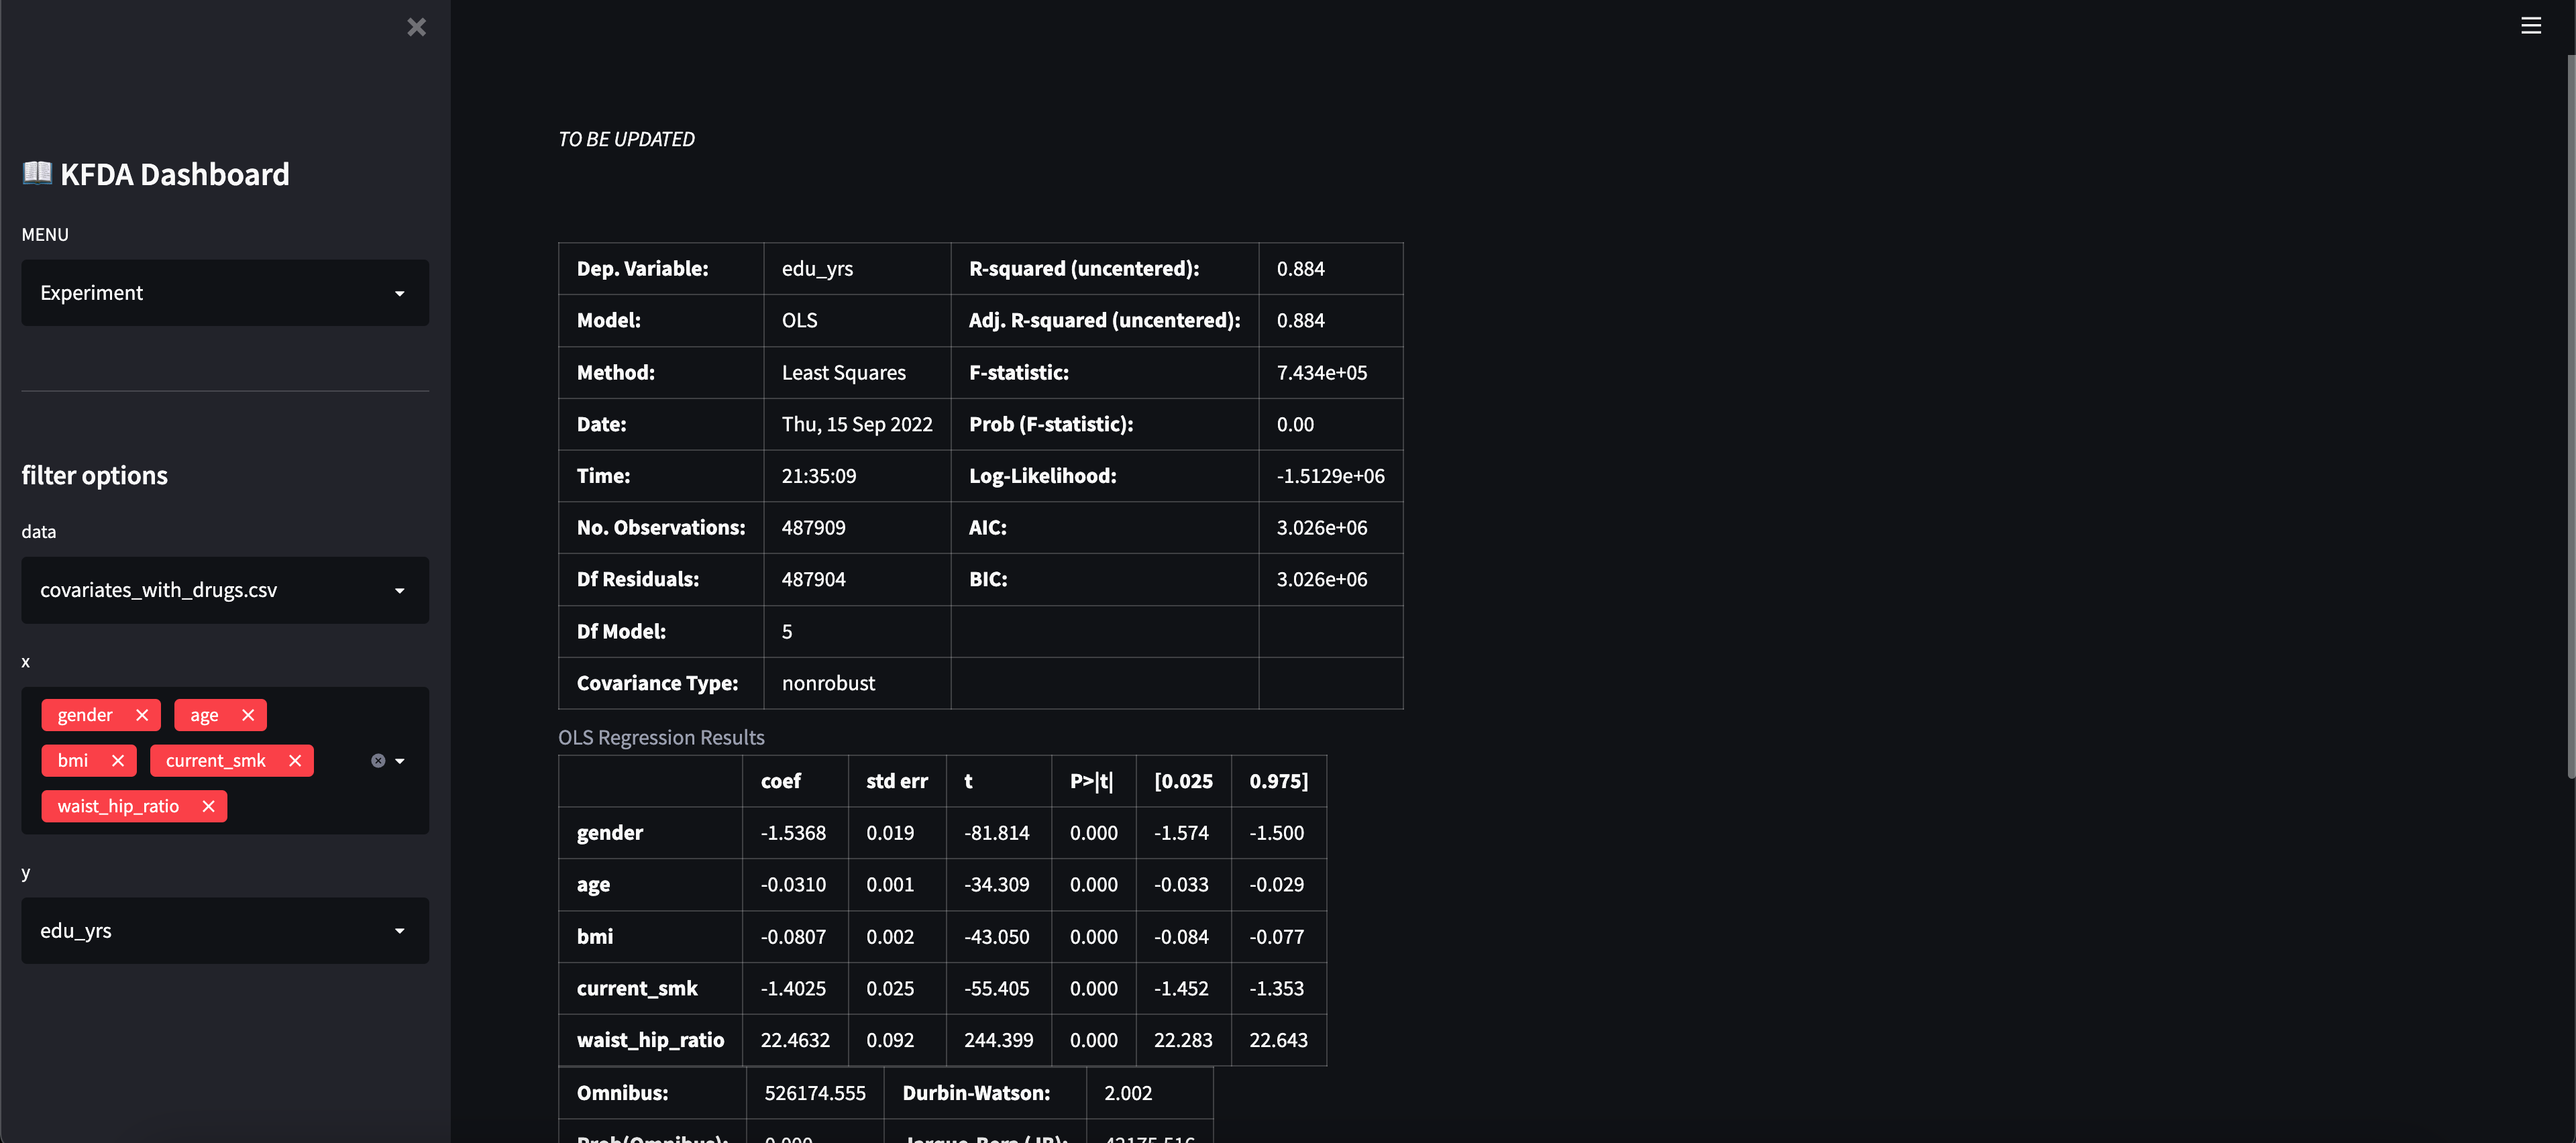 📖 KFDA Dashboard
MENU
Experiment
filter options
data
covariates_with_drugs.csv
x
gender × age ×
bmi × current_smk ×
waist_hip_ratio ×
y
edu_yrs
TO BE UPDATED
Dep. Variable: edu_yrs R-squared (uncentered): 0.884
Model: OLS Adj. R-squared (uncentered): 0.884
Method: Least Squares F-statistic: 7.434e+05
Date: Thu, 15 Sep 2022 Prob (F-statistic): 0.00
Time: 21:35:09 Log-Likelihood: -1.5129e+06
No. Observations: 487909 AIC: 3.026e+06
Df Residuals: 487904 BIC: 3.026e+06
Df Model: 5
Covariance Type: nonrobust
OLS Regression Results
coef std err t P>|t| [0.025 0.975]
gender -1.5368 0.019 -81.814 0.000 -1.574 -1.500
age -0.0310 0.001 -34.309 0.000 -0.033 -0.029
bmi -0.0807 0.002 -43.050 0.000 -0.084 -0.077
current_smk -1.4025 0.025 -55.405 0.000 -1.452 -1.353
waist_hip_ratio 22.4632 0.092 244.399 0.000 22.283 22.643
Omnibus: 526174.555 Durbin-Watson: 2.002
Prob(Omnibus): 0.000 Jarque-Bera (JB):